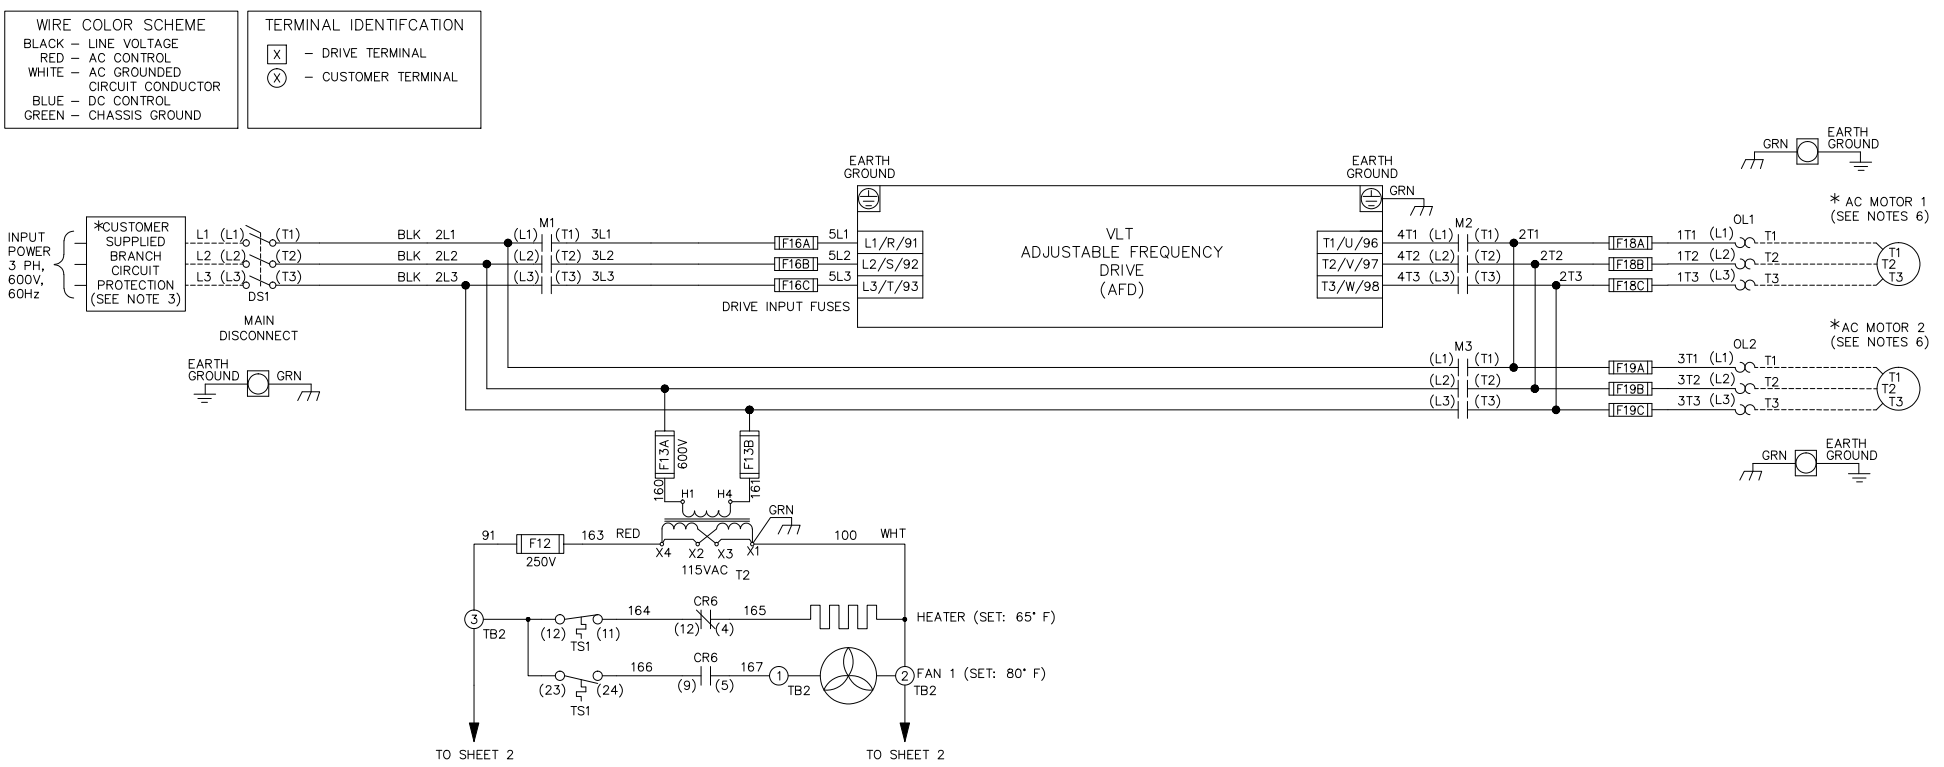 WIRE COLOR SCHEME
BLACK – LINE VOLTAGE
RED – AC CONTROL
WHITE – AC GROUNDED
CIRCUIT CONDUCTOR
BLUE – DC CONTROL
GREEN – CHASSIS GROUND
TERMINAL IDENTIFCATION
X – DRIVE TERMINAL
X – CUSTOMER TERMINAL
INPUT
POWER
3 PH,
600V,
60Hz
*CUSTOMER
SUPPLIED
BRANCH
CIRCUIT
PROTECTION
(SEE NOTE 3)
L1 (L1) (T1) BLK 2L1
L2 (L2) (T2) BLK 2L2
L3 (L3) (T3) BLK 2L3
DS1
MAIN
DISCONNECT
EARTH
GROUND
GRN
M1
(L1) (T1) 3L1
(L2) (T2) 3L2
(L3) (T3) 3L3
F16A 5L1
F16B 5L2
F16C 5L3
DRIVE INPUT FUSES
EARTH
GROUND
L1/R/91
L2/S/92
L3/T/93
VLT
ADJUSTABLE FREQUENCY
DRIVE
(AFD)
EARTH
GROUND
GRN
T1/U/96
T2/V/97
T3/W/98
M2
4T1 (L1) (T1) 2T1
4T2 (L2) (T2) 2T2
4T3 (L3) (T3) 2T3
F18A 1T1 (L1) T1
F18B 1T2 (L2) T2
F18C 1T3 (L3) T3
OL1
GRN
EARTH
GROUND
* AC MOTOR 1
(SEE NOTES 6)
T1
T2
T3
M3
(L1) (T1)
(L2) (T2)
(L3) (T3)
F19A 3T1 (L1) T1
F19B 3T2 (L2) T2
F19C 3T3 (L3) T3
OL2
*AC MOTOR 2
(SEE NOTES 6)
T1
T2
T3
GRN
EARTH
GROUND
F13A
600V
F13B
160
161
H1 H4
GRN
91 F12 163 RED
250V
X4 X2 X3 X1
115VAC T2
100 WHT
3
TB2
(12) (11)
TS1
164
CR6
(12) (4)
165
HEATER (SET: 65° F)
(23) (24)
TS1
166
CR6
(9) (5)
167
1
TB2
2
TB2
FAN 1 (SET: 80° F)
TO SHEET 2
TO SHEET 2